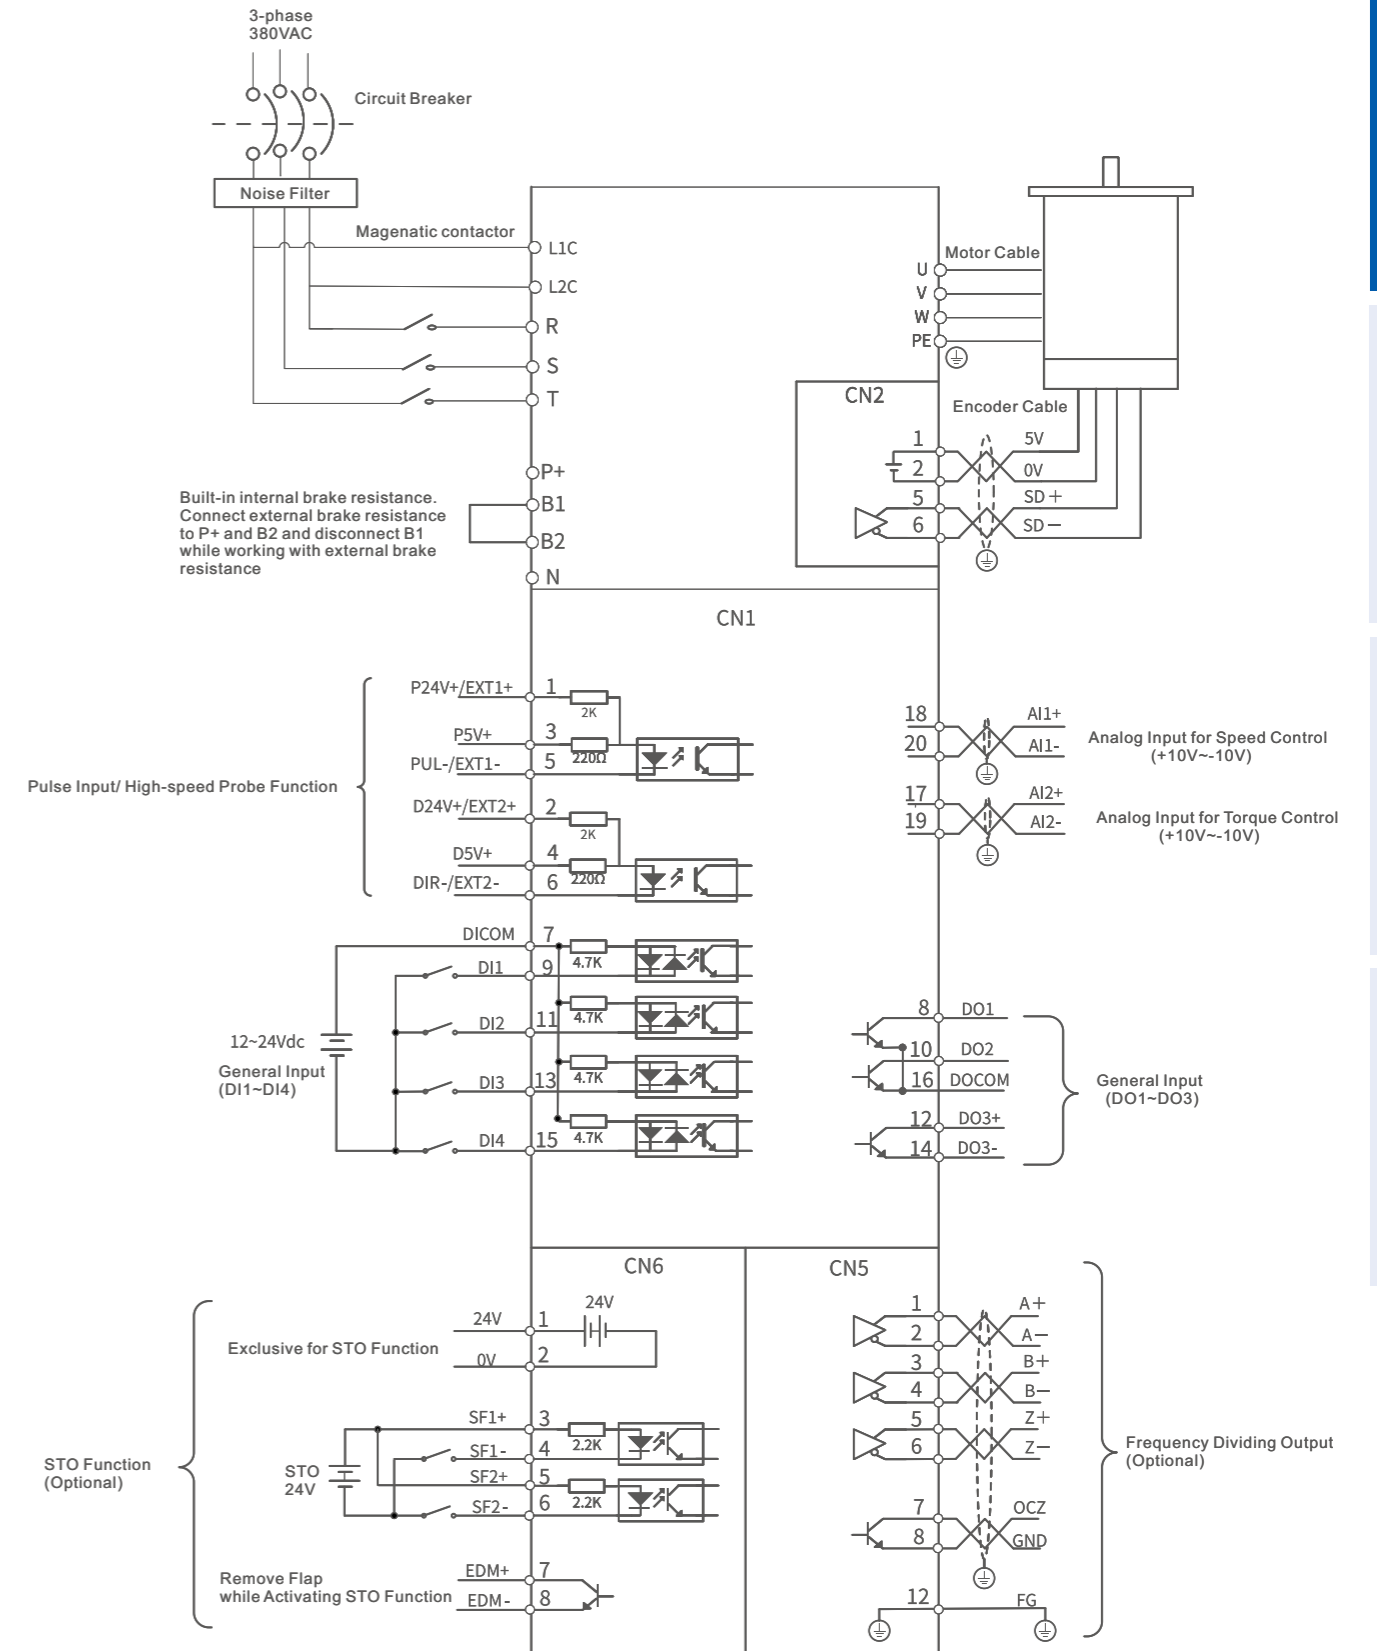 3-phase
380VAC
Circuit Breaker
Noise Filter
Magenatic contactor
L1C
L2C
R
S
T
P+
B1
B2
N
Built-in internal brake resistance.
Connect external brake resistance
to P+ and B2 and disconnect B1
while working with external brake
resistance
Motor Cable
U
V
W
PE
CN2
Encoder Cable
1 5V
2 0V
5 SD+
6 SD−
CN1
Pulse Input/ High-speed Probe Function
P24V+/EXT1+ 1
2K
P5V+ 3
220Ω
PUL-/EXT1- 5
D24V+/EXT2+ 2
2K
D5V+ 4
220Ω
DIR-/EXT2- 6
18 AI1+
20 AI1-
Analog Input for Speed Control
(+10V~-10V)
17 AI2+
19 AI2-
Analog Input for Torque Control
(+10V~-10V)
DICOM 7
4.7K
DI1 9
DI2 11 4.7K
DI3 13 4.7K
DI4 15 4.7K
12~24Vdc
General Input
(DI1~DI4)
8 DO1
10 DO2
16 DOCOM
12 DO3+
14 DO3-
General Input
(DO1~DO3)
CN6
24V
24V 1
0V 2
Exclusive for STO Function
SF1+ 3
2.2K
SF1- 4
SF2+ 5
2.2K
SF2- 6
STO
24V
STO Function
(Optional)
EDM+ 7
EDM- 8
Remove Flap
while Activating STO Function
CN5
1 A+
2 A−
3 B+
4 B−
5 Z+
6 Z−
7 OCZ
8 GND
12 FG
Frequency Dividing Output
(Optional)